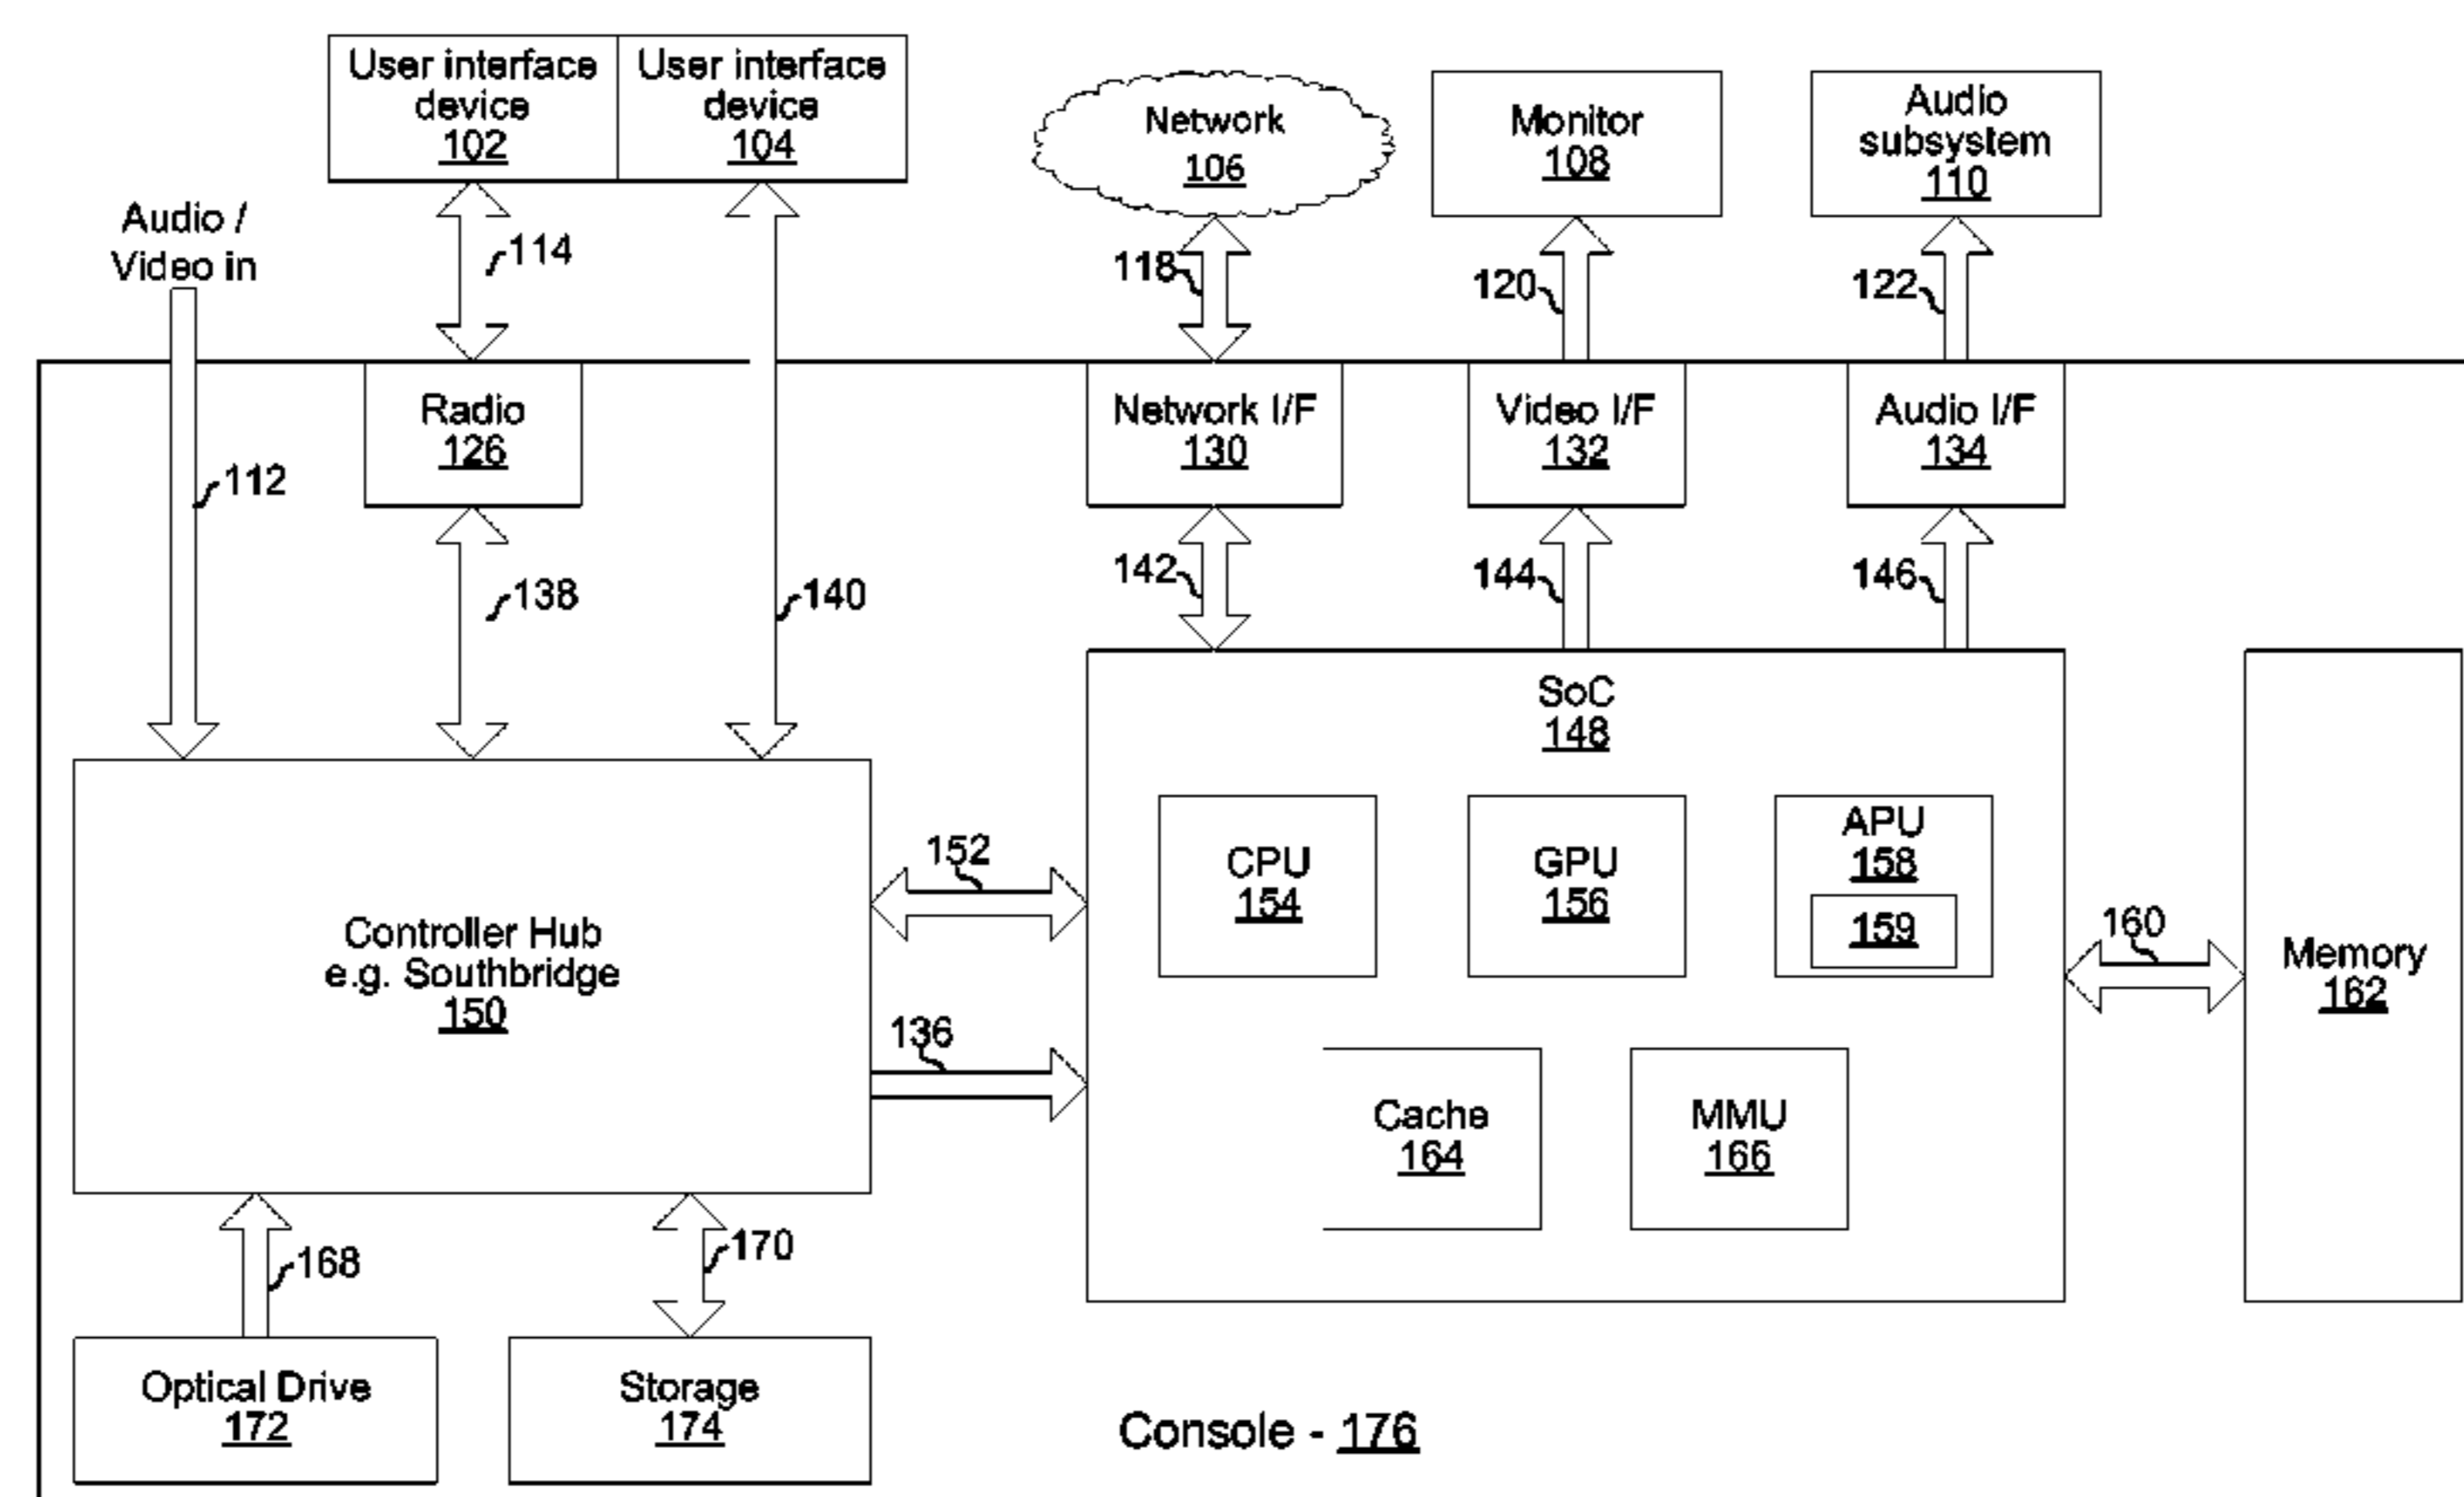 User interface
device
102
User interface
device
104
Network
106
Monitor
108
Audio
subsystem
110
Audio /
Video in
114
118
120
122
Radio
126
Network I/F
130
Video I/F
132
Audio I/F
134
112
138
140
142
144
146
SoC
148
CPU
154
GPU
156
APU
158
159
152
160
Controller Hub
e.g. Southbridge
150
Memory
162
136
Cache
164
MMU
166
168
170
Optical Drive
172
Storage
174
Console - 176